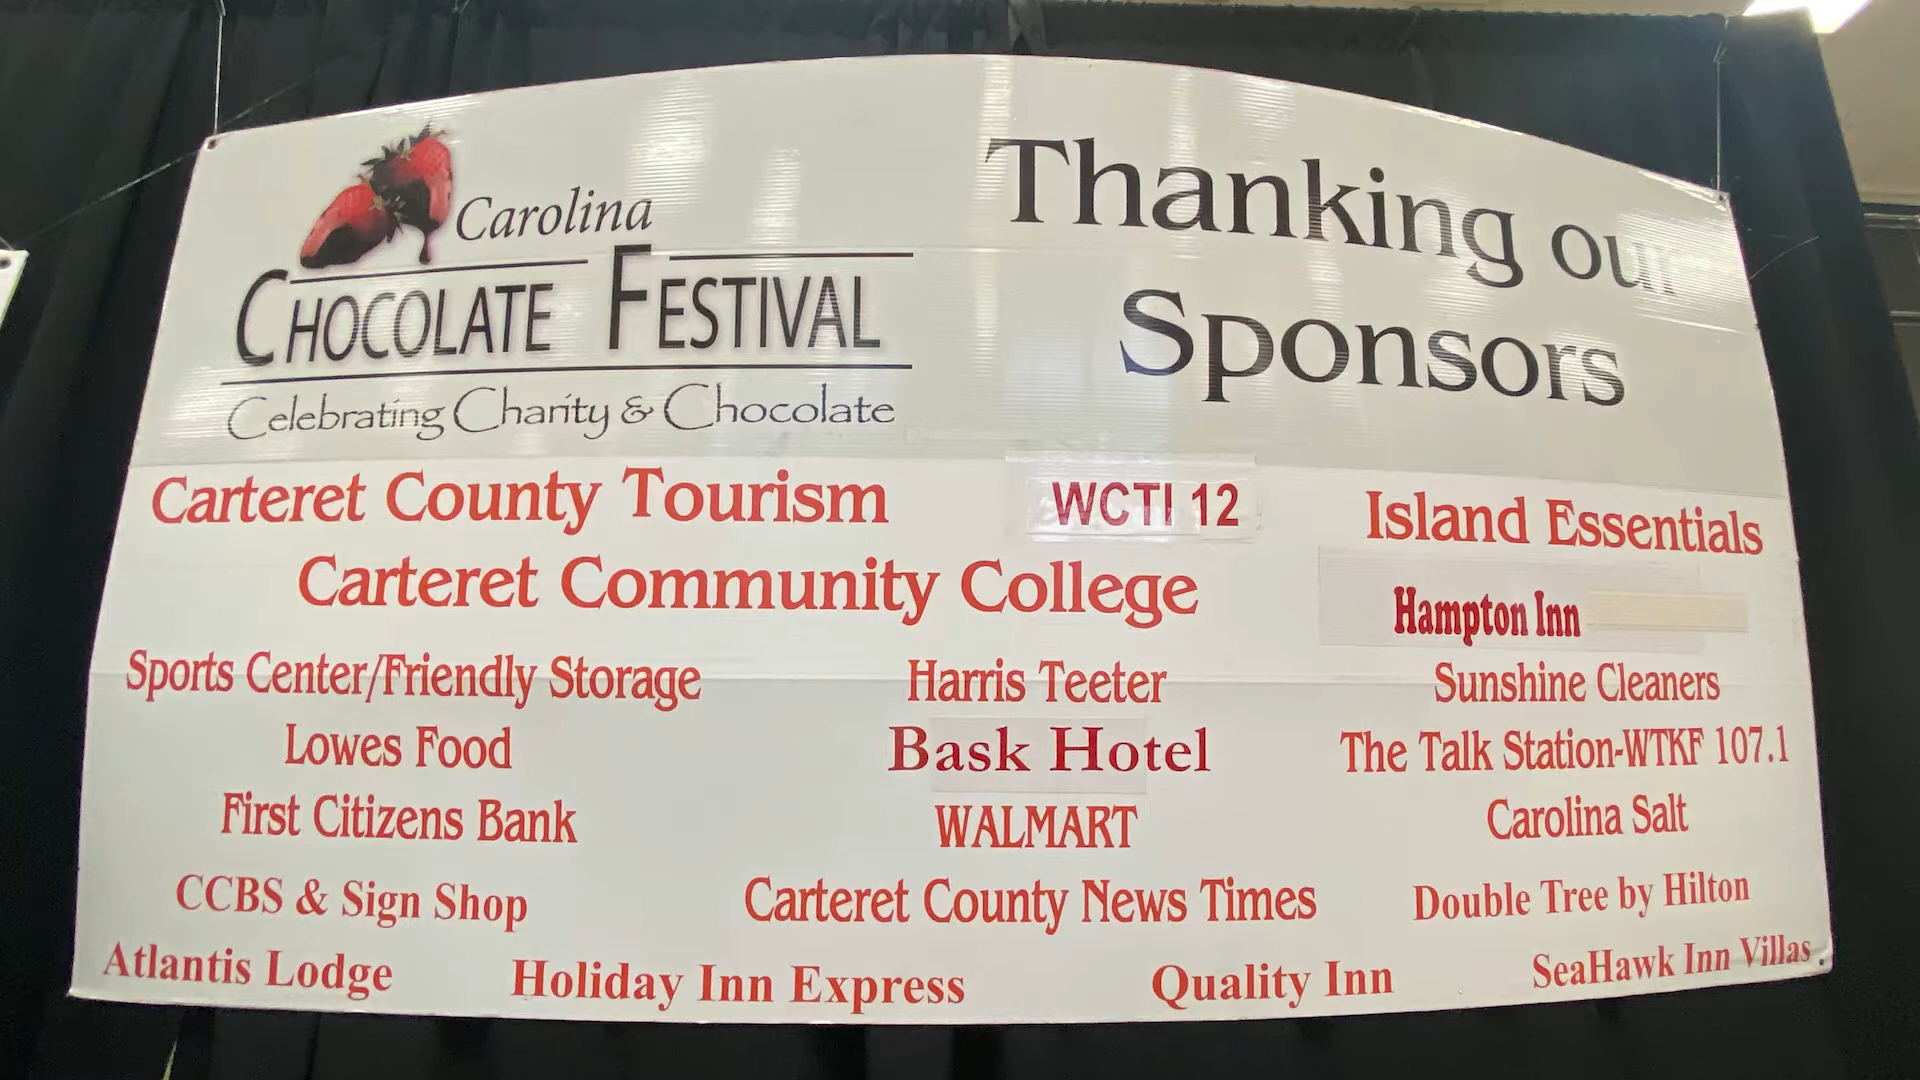 Carolina
CHOCOLATE FESTIVAL
Celebrating Charity & Chocolate
Thanking our
Sponsors
Carteret County Tourism
WCTI 12
Island Essentials
Carteret Community College
Hampton Inn
Sports Center/Friendly Storage
Harris Teeter
Sunshine Cleaners
Lowes Food
Bask Hotel
The Talk Station-WTKF 107.1
First Citizens Bank
WALMART
Carolina Salt
CCBS & Sign Shop
Carteret County News Times
Double Tree by Hilton
Atlantis Lodge
Holiday Inn Express
Quality Inn
SeaHawk Inn Villas